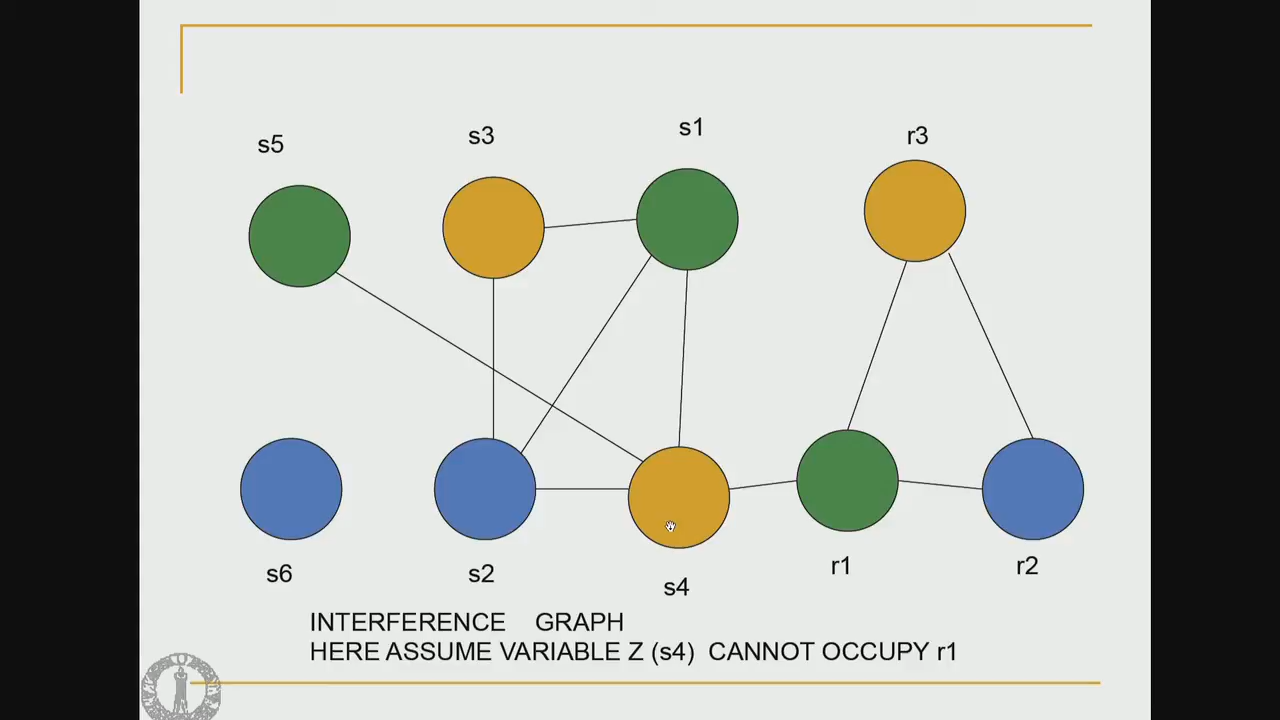 s5 s3 s1 r3
s6 s2 s4 r1 r2
INTERFERENCE GRAPH
HERE ASSUME VARIABLE Z (s4) CANNOT OCCUPY r1